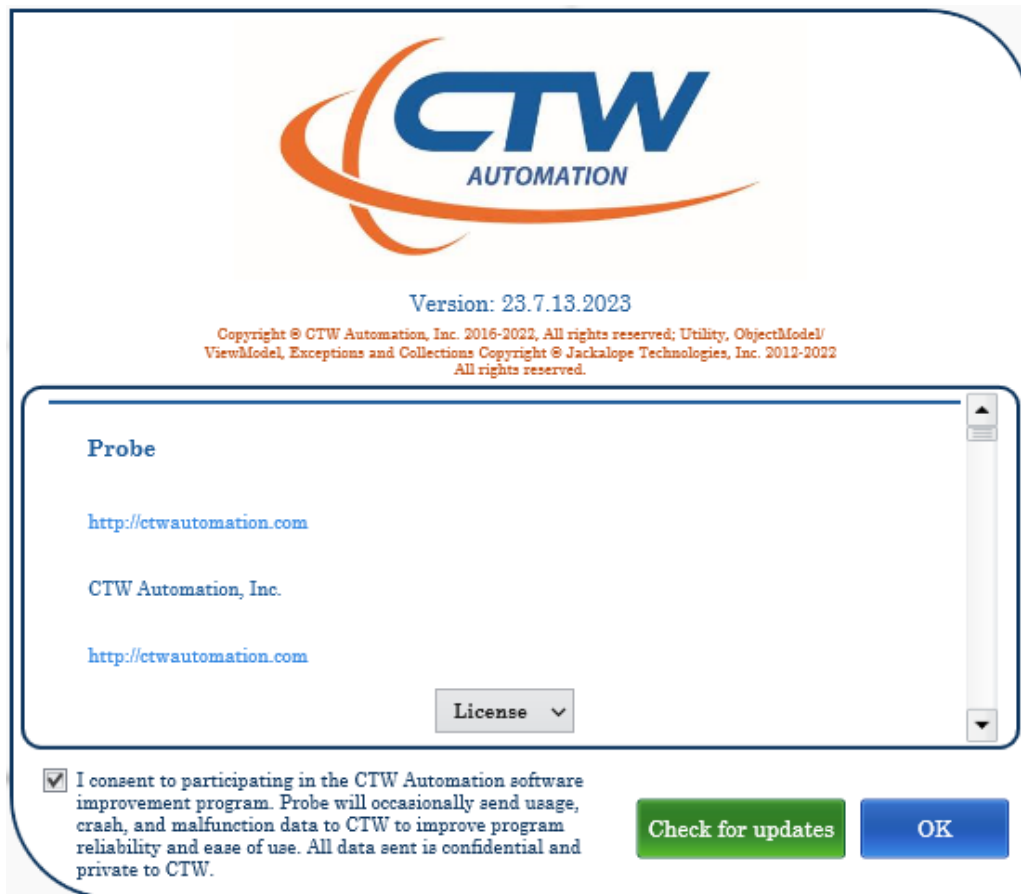 CTW
AUTOMATION
Version: 23.7.13.2023
Copyright © CTW Automation, Inc. 2016-2022, All rights reserved; Utility, ObjectModel/
ViewModel, Exceptions and Collections Copyright © Jackalope Technologies, Inc. 2012-2022
All rights reserved.
Probe
http://ctwautomation.com
CTW Automation, Inc.
http://ctwautomation.com
License
I consent to participating in the CTW Automation software
improvement program. Probe will occasionally send usage,
crash, and malfunction data to CTW to improve program
reliability and ease of use. All data sent is confidential and
private to CTW.
Check for updates
OK